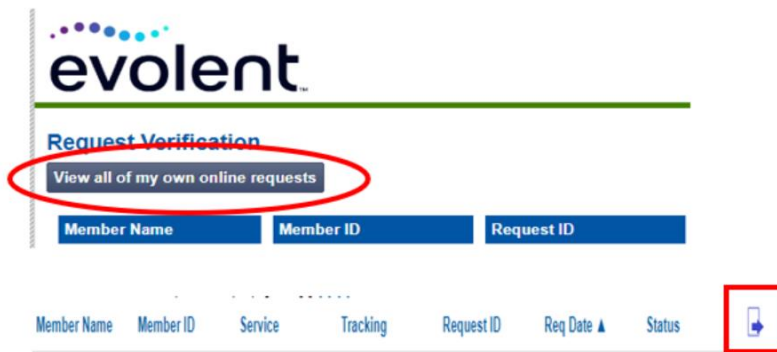 evolent™
Request Verification
View all of my own online requests
Member Name Member ID Request ID
Member Name Member ID Service Tracking Request ID Req Date ▲ Status